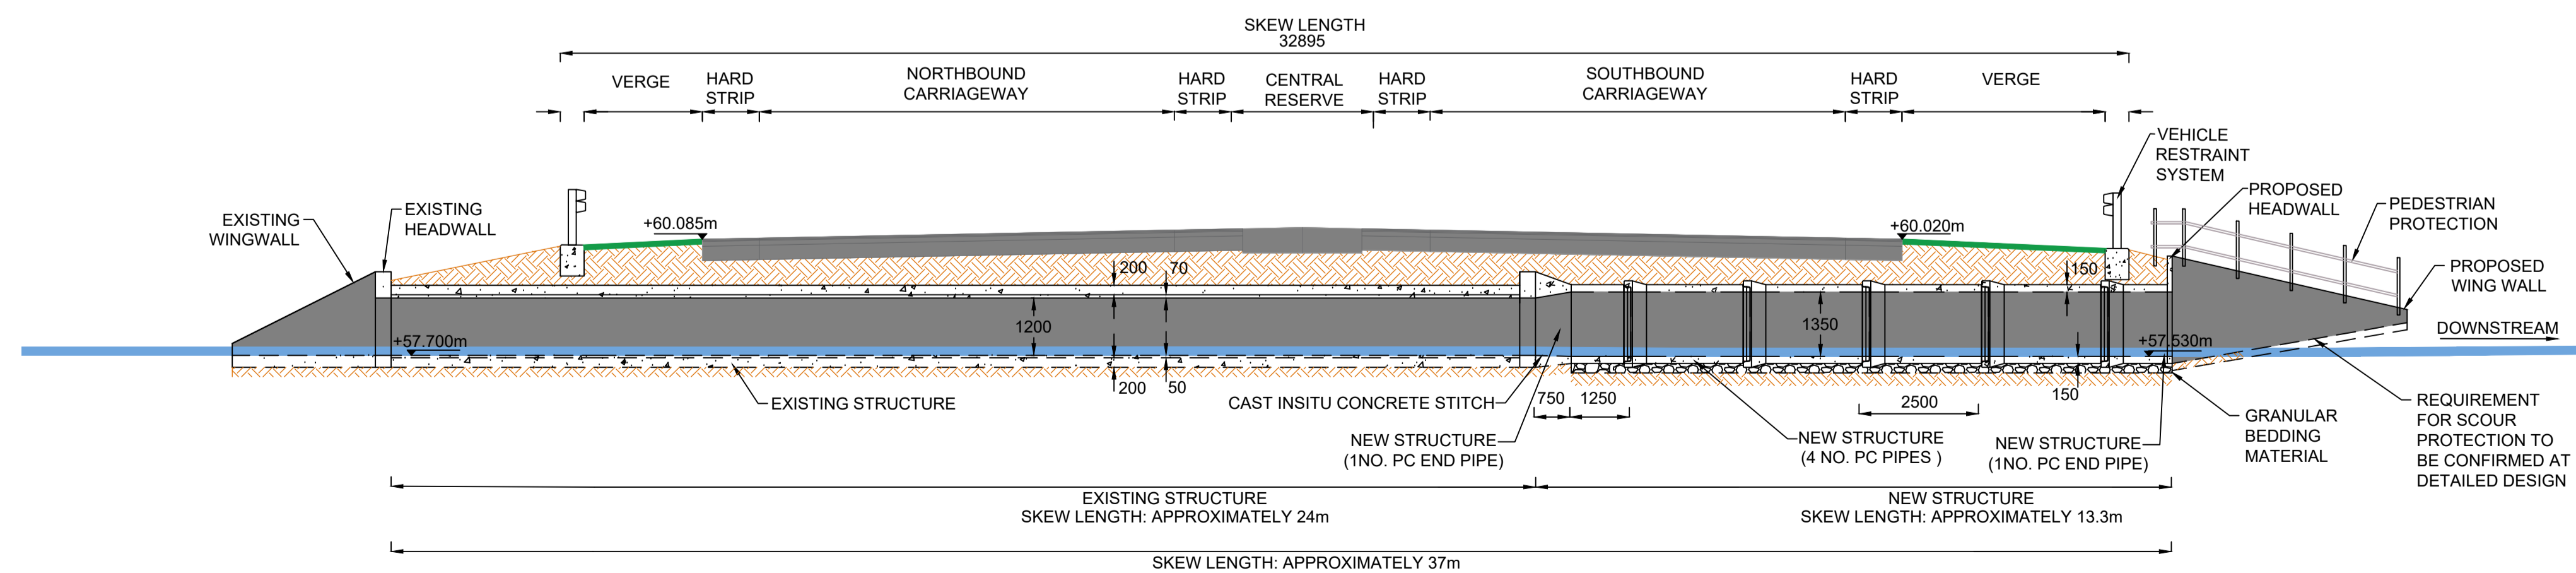 SKEW LENGTH
32895
VERGE
HARD
STRIP
NORTHBOUND
CARRIAGEWAY
HARD
STRIP
CENTRAL
RESERVE
HARD
STRIP
SOUTHBOUND
CARRIAGEWAY
HARD
STRIP
VERGE
VEHICLE
RESTRAINT
SYSTEM
EXISTING
WINGWALL
EXISTING
HEADWALL
+60.085m
+60.020m
PROPOSED
HEADWALL
PEDESTRIAN
PROTECTION
PROPOSED
WING WALL
DOWNSTREAM
200
70
150
1200
1350
+57.700m
+57.530m
200
50
150
EXISTING STRUCTURE
CAST INSITU CONCRETE STITCH
750
1250
2500
NEW STRUCTURE
(1NO. PC END PIPE)
NEW STRUCTURE
(4 NO. PC PIPES )
NEW STRUCTURE
(1NO. PC END PIPE)
GRANULAR
BEDDING
MATERIAL
REQUIREMENT
FOR SCOUR
PROTECTION TO
BE CONFIRMED AT
DETAILED DESIGN
EXISTING STRUCTURE
SKEW LENGTH: APPROXIMATELY 24m
NEW STRUCTURE
SKEW LENGTH: APPROXIMATELY 13.3m
SKEW LENGTH: APPROXIMATELY 37m